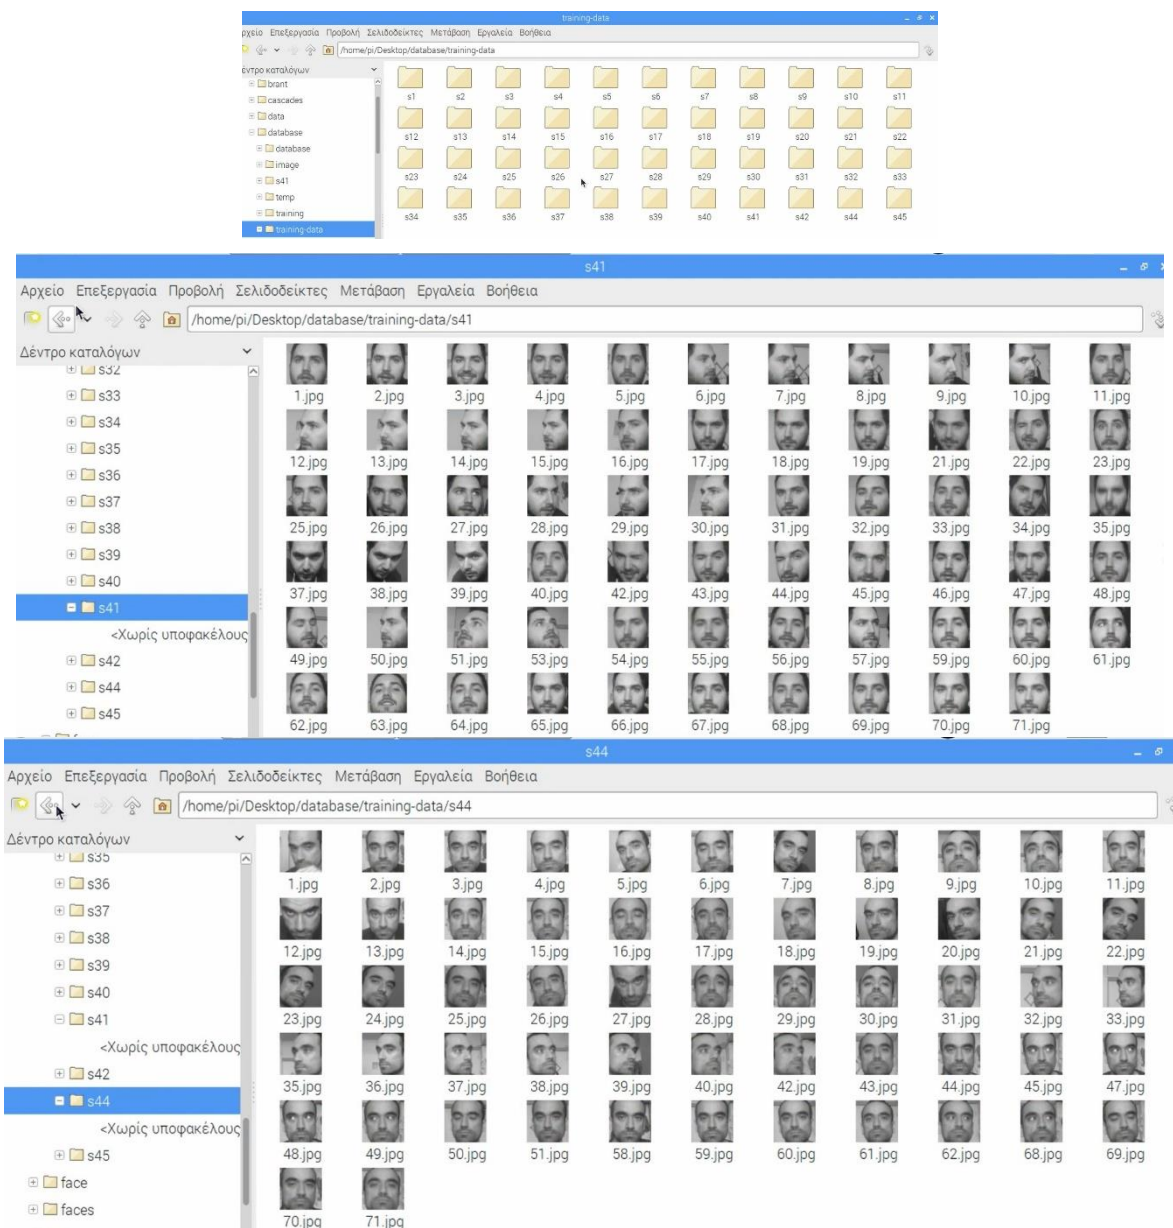 training-data
ρχείο Επεξεργασία Προβολή Σελιδοδείκτες Μετάβαση Εργαλεία Βοήθεια
/home/pi/Desktop/database/training-data
έντρο καταλόγων
brant
cascades
data
database
database
image
s41
temp
training
training-data
s1 s2 s3 s4 s5 s6 s7 s8 s9 s10 s11
s12 s13 s14 s15 s16 s17 s18 s19 s20 s21 s22
s23 s24 s25 s26 s27 s28 s29 s30 s31 s32 s33
s34 s35 s36 s37 s38 s39 s40 s41 s42 s44 s45
s41
Αρχείο Επεξεργασία Προβολή Σελιδοδείκτες Μετάβαση Εργαλεία Βοήθεια
/home/pi/Desktop/database/training-data/s41
Δέντρο καταλόγων
s32
s33
s34
s35
s36
s37
s38
s39
s40
s41
<Χωρίς υποφακέλους
s42
s44
s45
1.jpg 2.jpg 3.jpg 4.jpg 5.jpg 6.jpg 7.jpg 8.jpg 9.jpg 10.jpg 11.jpg
12.jpg 13.jpg 14.jpg 15.jpg 16.jpg 17.jpg 18.jpg 19.jpg 21.jpg 22.jpg 23.jpg
25.jpg 26.jpg 27.jpg 28.jpg 29.jpg 30.jpg 31.jpg 32.jpg 33.jpg 34.jpg 35.jpg
37.jpg 38.jpg 39.jpg 40.jpg 42.jpg 43.jpg 44.jpg 45.jpg 46.jpg 47.jpg 48.jpg
49.jpg 50.jpg 51.jpg 53.jpg 54.jpg 55.jpg 56.jpg 57.jpg 59.jpg 60.jpg 61.jpg
62.jpg 63.jpg 64.jpg 65.jpg 66.jpg 67.jpg 68.jpg 69.jpg 70.jpg 71.jpg
s44
Αρχείο Επεξεργασία Προβολή Σελιδοδείκτες Μετάβαση Εργαλεία Βοήθεια
/home/pi/Desktop/database/training-data/s44
Δέντρο καταλόγων
s35
s36
s37
s38
s39
s40
s41
<Χωρίς υποφακέλους
s42
s44
<Χωρίς υποφακέλους
s45
face
faces
1.jpg 2.jpg 3.jpg 4.jpg 5.jpg 6.jpg 7.jpg 8.jpg 9.jpg 10.jpg 11.jpg
12.jpg 13.jpg 14.jpg 15.jpg 16.jpg 17.jpg 18.jpg 19.jpg 20.jpg 21.jpg 22.jpg
23.jpg 24.jpg 25.jpg 26.jpg 27.jpg 28.jpg 29.jpg 30.jpg 31.jpg 32.jpg 33.jpg
35.jpg 36.jpg 37.jpg 38.jpg 39.jpg 40.jpg 42.jpg 43.jpg 44.jpg 45.jpg 47.jpg
48.jpg 49.jpg 50.jpg 51.jpg 58.jpg 59.jpg 60.jpg 61.jpg 62.jpg 68.jpg 69.jpg
70.jpg 71.jpg